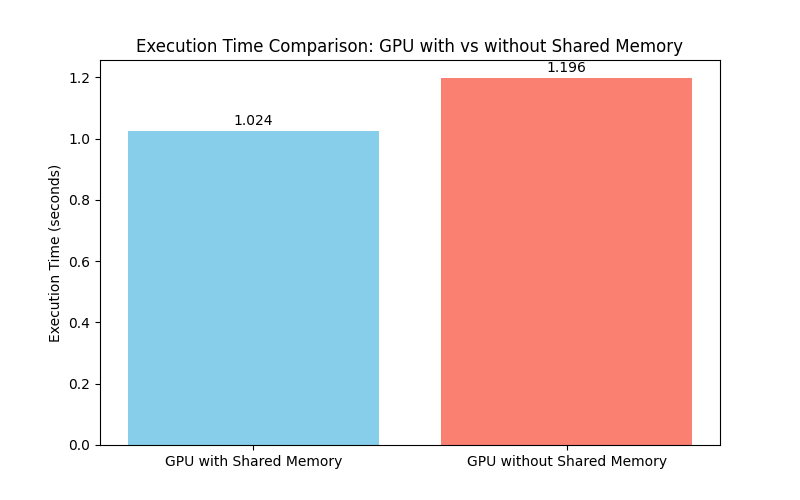 Execution Time Comparison: GPU with vs without Shared Memory
Execution Time (seconds)
1.2
1.0
0.8
0.6
0.4
0.2
0.0
1.024
1.196
GPU with Shared Memory
GPU without Shared Memory